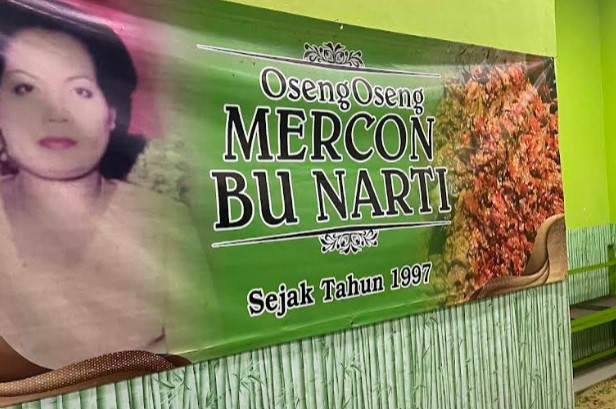 OsengOseng
MERCON
BU NARTI
Sejak Tahun 1997